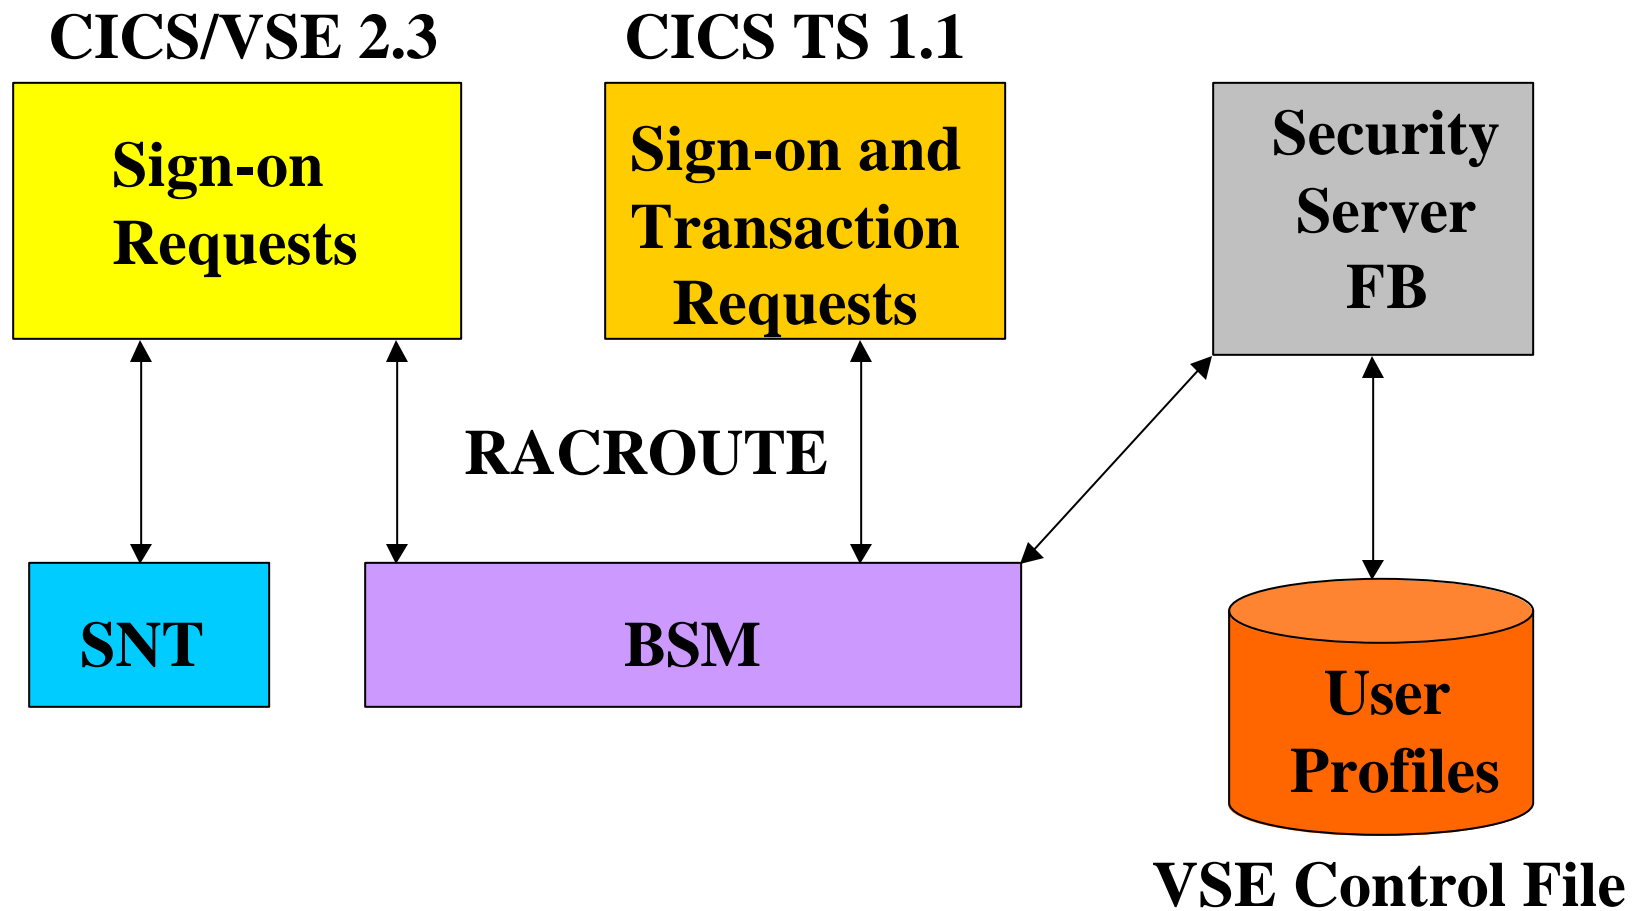 CICS/VSE 2.3
Sign-on
Requests
CICS TS 1.1
Sign-on and
Transaction
Requests
Security
Server
FB
RACROUTE
SNT
BSM
User
Profiles
VSE Control File